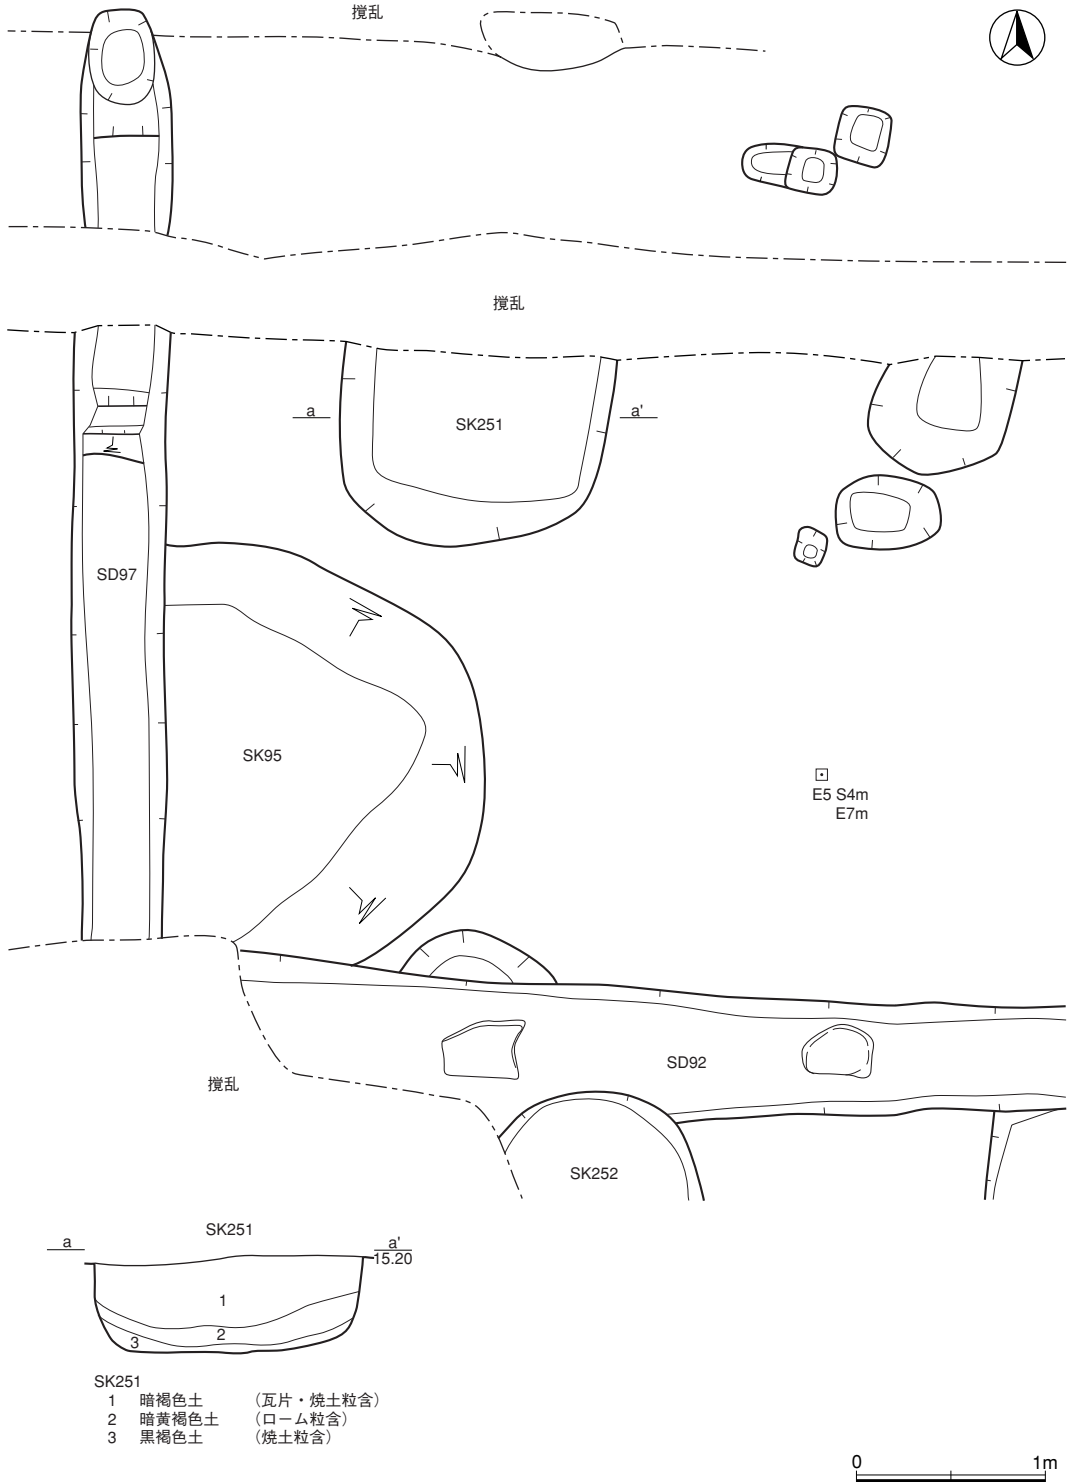 撹乱
撹乱
a
a'
SK251
SD97
SK95
E5 S4m
E7m
SD92
撹乱
SK252
SK251
a
a'
15.20
1
2
3
SK251
1 暗褐色土 （瓦片・焼土粒含）
2 暗黄褐色土 （ローム粒含）
3 黒褐色土 （焼土粒含）
0 1m